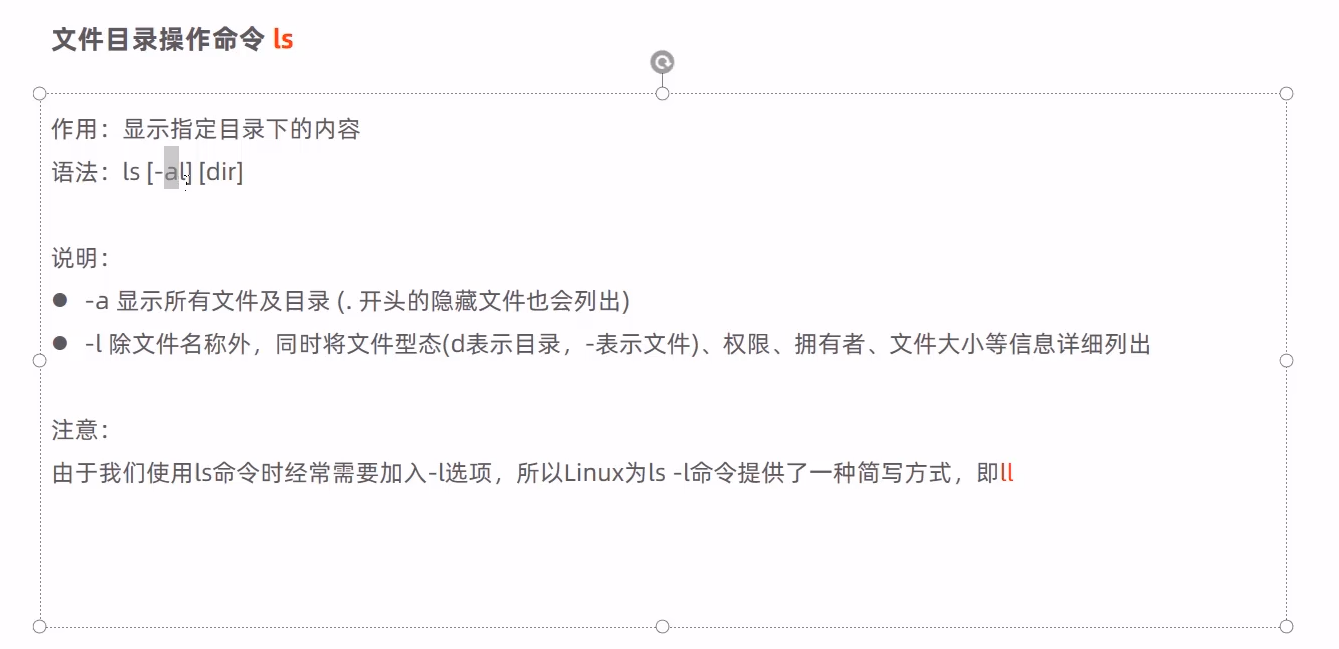 文件目录操作命令 ls
作用：显示指定目录下的内容
语法：ls [-al] [dir]
说明：
● -a 显示所有文件及目录 (. 开头的隐藏文件也会列出)
● -l 除文件名称外，同时将文件型态(d表示目录，-表示文件)、权限、拥有者、文件大小等信息详细列出
注意：
由于我们使用ls命令时经常需要加入-l选项，所以Linux为ls -l命令提供了一种简写方式，即ll